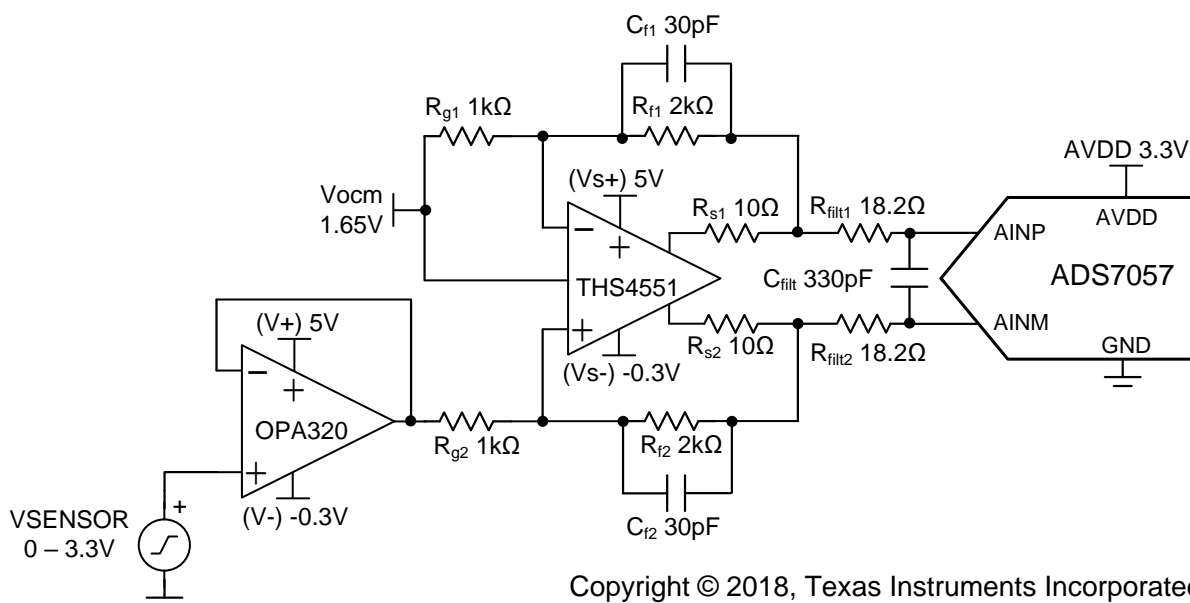 Cf1 30pF
Rg1 1kΩ
Rf1 2kΩ
AVDD 3.3V
Vocm
1.65V
(Vs+) 5V
Rs1 10Ω
Rfilt1 18.2Ω
AVDD
−
+
AINP
THS4551
Cfilt 330pF
ADS7057
(V+) 5V
+
AINM
Rs2 10Ω
Rfilt2 18.2Ω
GND
(Vs-) -0.3V
−
+
OPA320
Rg2 1kΩ
Rf2 2kΩ
+
(V-) -0.3V
VSENSOR
0 – 3.3V
+
Cf2 30pF
Copyright © 2018, Texas Instruments Incorporate